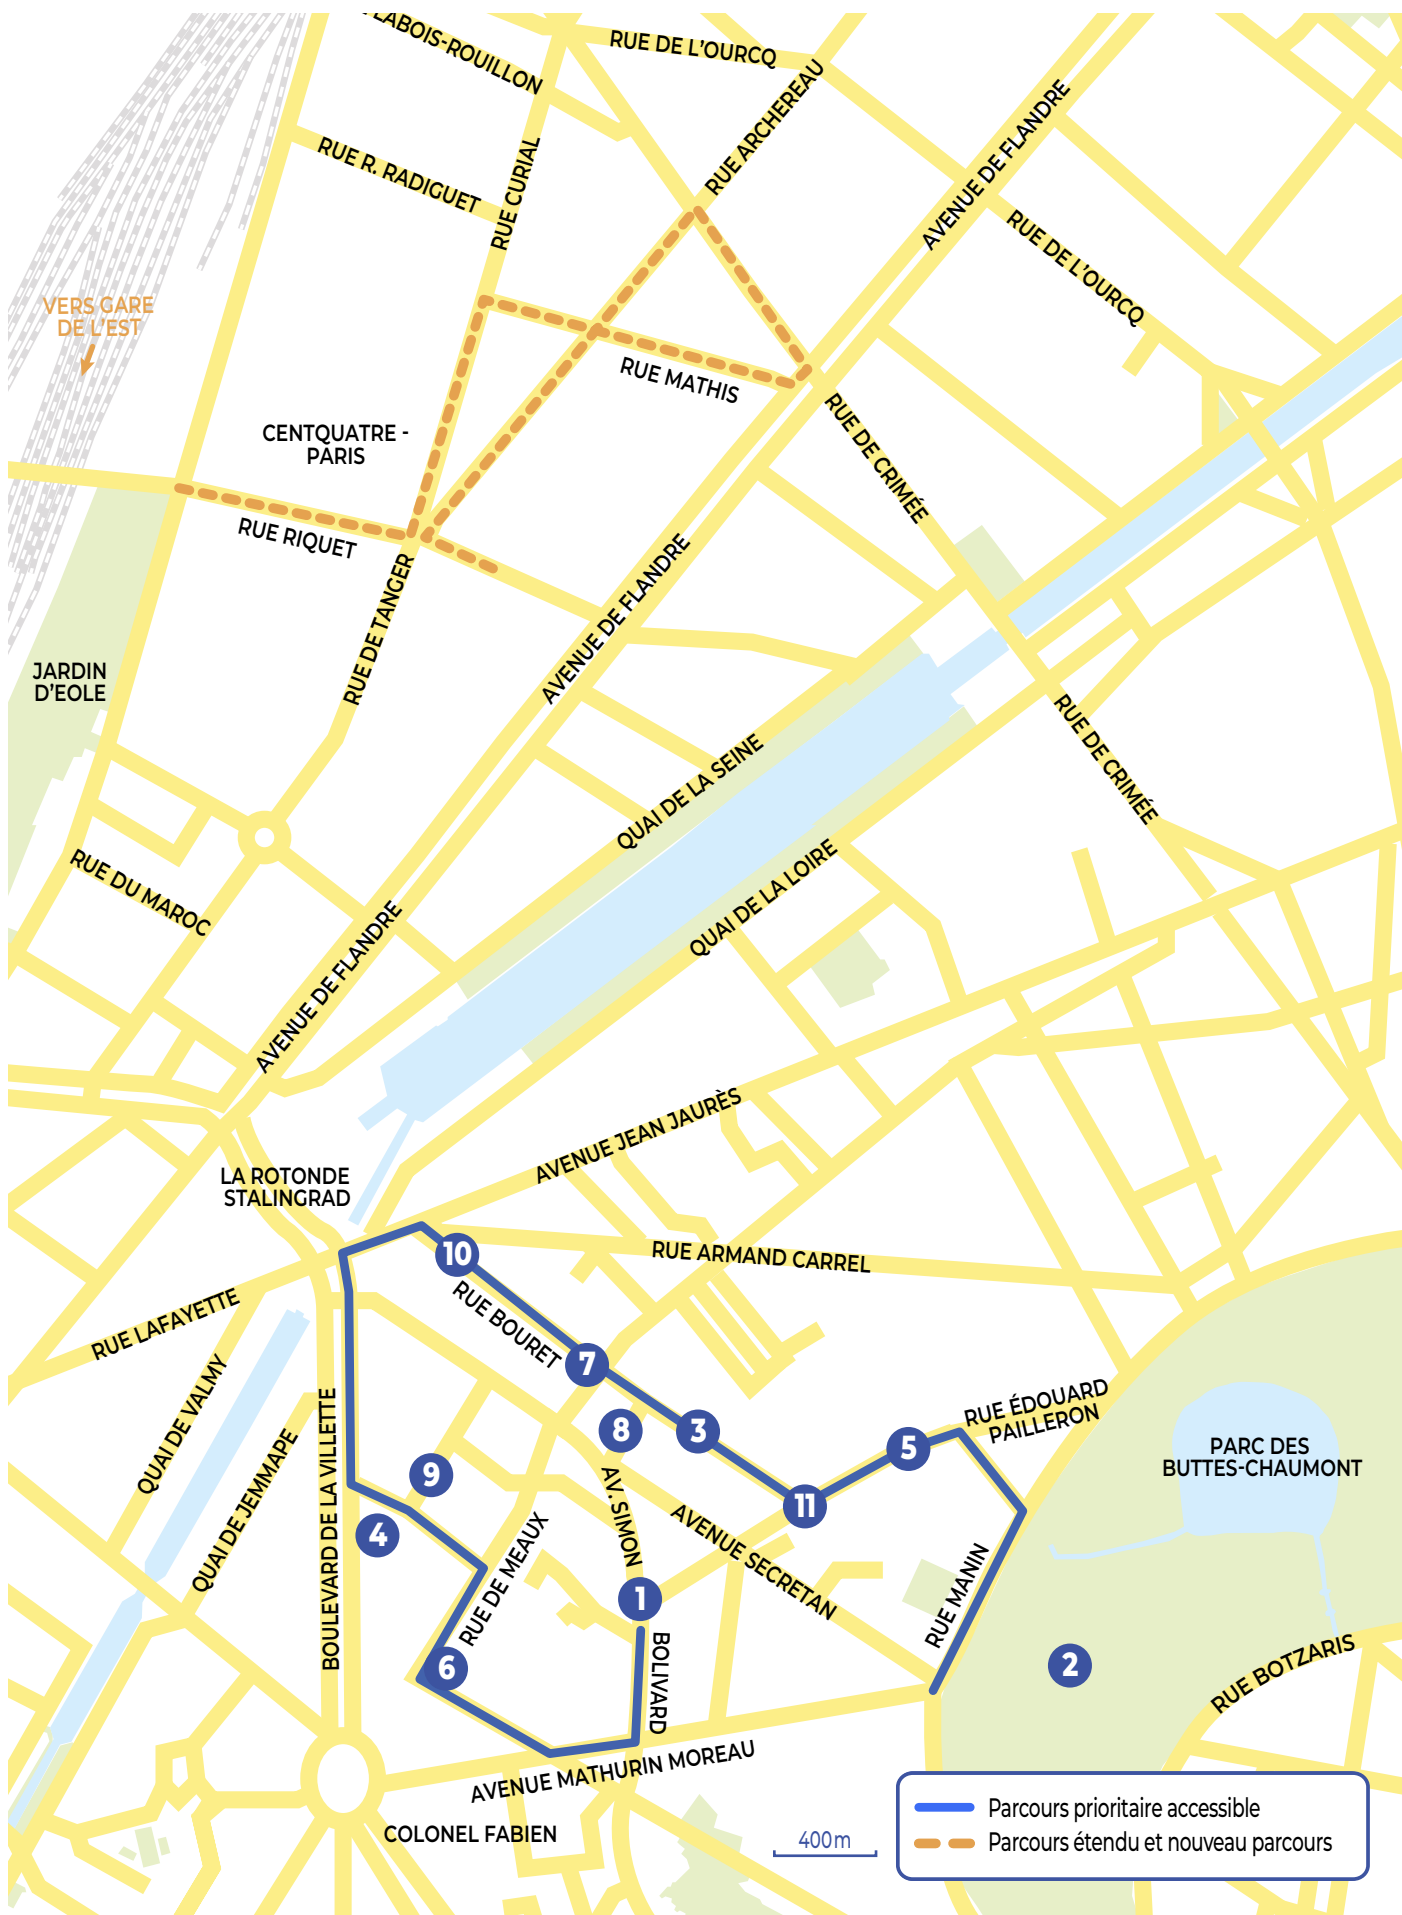 LABOIS-ROUILLON
RUE DE L'OURCQ
RUE ARCHEREAU
AVENUE DE FLANDRE
RUE R. RADIGUET
RUE CURIAL
RUE DE L'OURCQ
VERS GARE
DE L'EST
RUE MATHIS
CENTQUATRE -
PARIS
RUE DE CRIMÉE
RUE RIQUET
RUE DE TANGER
AVENUE DE FLANDRE
JARDIN
D'EOLE
RUE DE CRIMÉE
QUAI DE LA SEINE
QUAI DE LA LOIRE
RUE DU MAROC
AVENUE DE FLANDRE
AVENUE JEAN JAURÈS
LA ROTONDE
STALINGRAD
10
RUE ARMAND CARREL
RUE LAFAYETTE
RUE BOURET
7
QUAI DE VALMY
RUE ÉDOUARD
PAILLERON
8
3
5
PARC DES
BUTTES-CHAUMONT
QUAI DE JEMMAPE
BOULEVARD DE LA VILLETTE
9
11
4
AV. SIMON
AVENUE SECRETAN
RUE DE MEAUX
1
RUE MANIN
6
BOLIVARD
2
RUE BOTZARIS
AVENUE MATHURIN MOREAU
COLONEL FABIEN
400m
Parcours prioritaire accessible
Parcours étendu et nouveau parcours